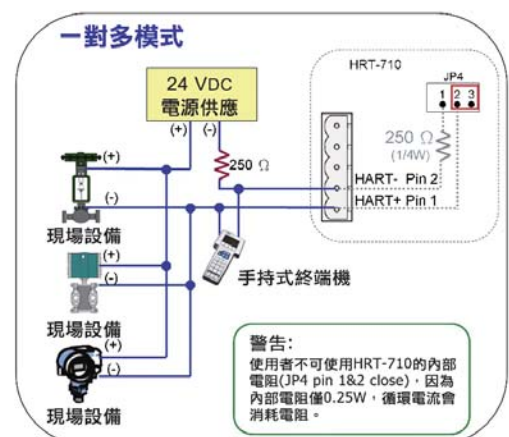 一對多模式
HRT-710
JP4
1 2 3
24 VDC
電源供應
(+) (-)
250 Ω
250 Ω
(1/4W)
HART- Pin 2
HART+ Pin 1
(+)
(-)
現場設備
手持式終端機
(+)
(-)
現場設備
(+)
(-)
現場設備
警告:
使用者不可使用HRT-710的內部
電阻(JP4 pin 1&2 close)，因為
內部電阻僅0.25W，循環電流會
消耗電阻。